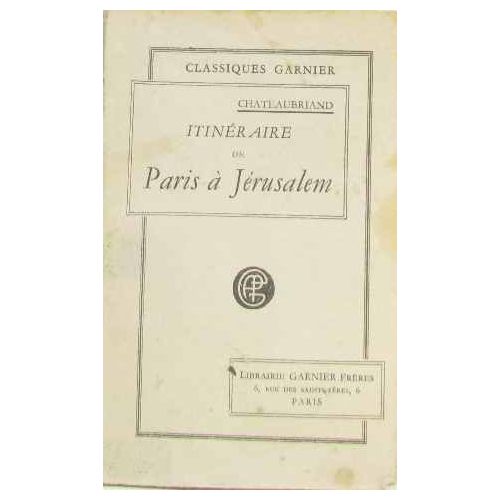 CLASSIQUES GARNIER
CHATEAUBRIAND
ITINÉRAIRE
DE
Paris à Jérusalem
LIBRAIRIE GARNIER FRÈRES
6, RUE DES SAINTS-PÈRES, 6
PARIS